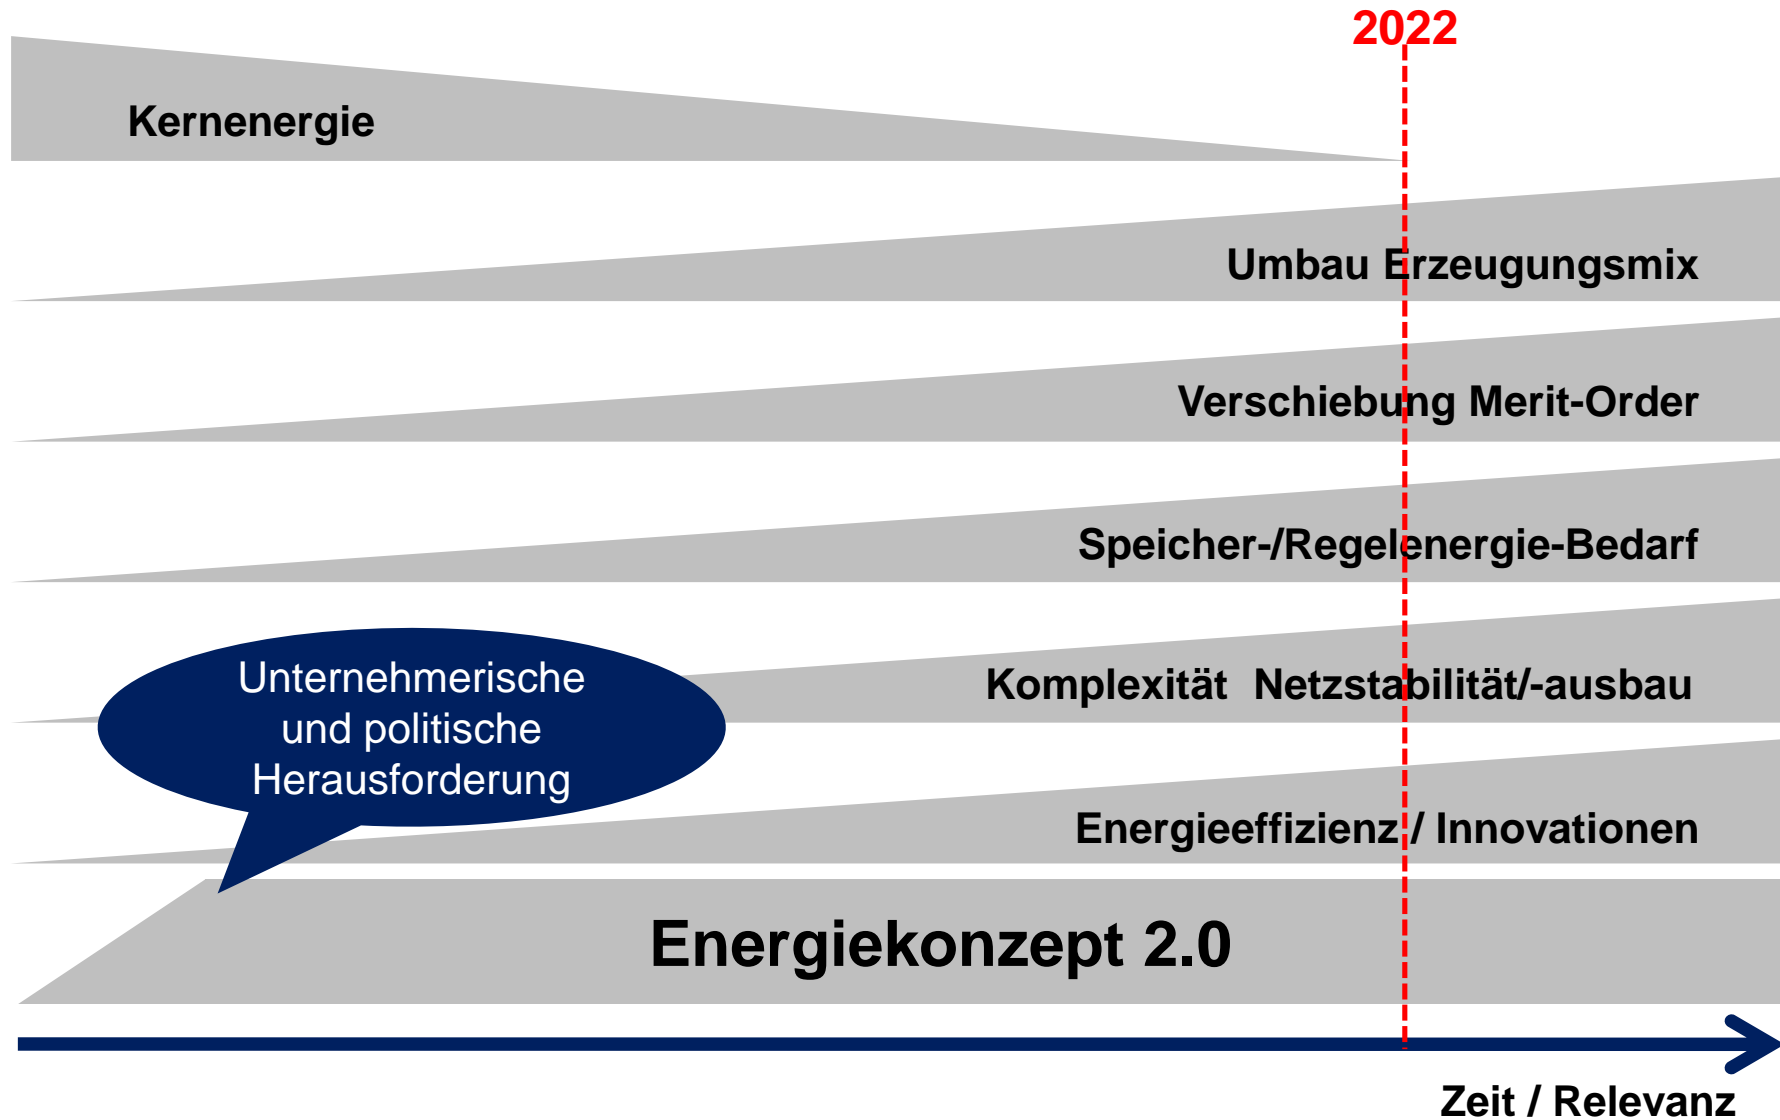 2022
Kernenergie
Umbau Erzeugungsmix
Verschiebung Merit-Order
Speicher-/Regelenergie-Bedarf
Komplexität Netzstabilität/-ausbau
Unternehmerische
und politische
Herausforderung
Energieeffizienz / Innovationen
Energiekonzept 2.0
Zeit / Relevanz